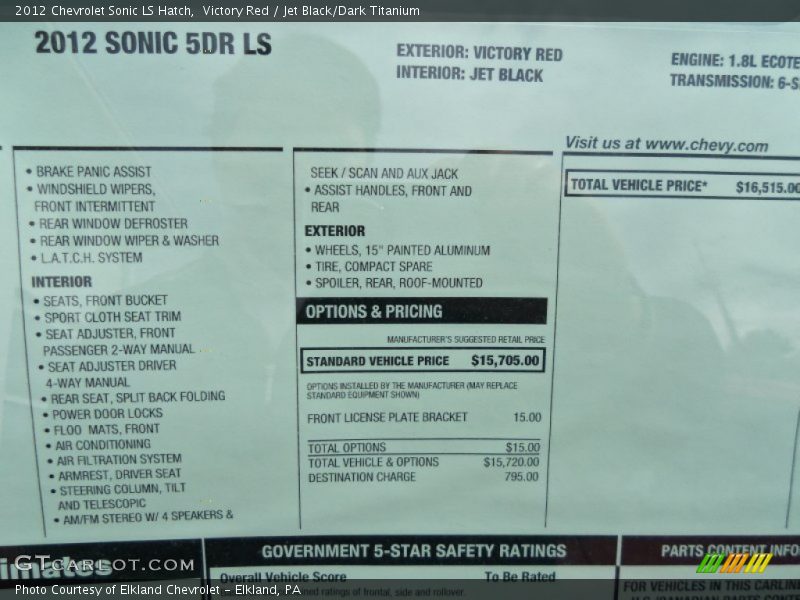 2012 Chevrolet Sonic LS Hatch,  Victory Red / Jet Black/Dark Titanium
2012 SONIC 5DR LS
EXTERIOR: VICTORY RED
INTERIOR: JET BLACK
ENGINE: 1.8L ECOTE
TRANSMISSION: 6-S
• BRAKE PANIC ASSIST
• WINDSHIELD WIPERS,
FRONT INTERMITTENT
• REAR WINDOW DEFROSTER
• REAR WINDOW WIPER & WASHER
• L.A.T.C.H. SYSTEM
INTERIOR
• SEATS, FRONT BUCKET
• SPORT CLOTH SEAT TRIM
• SEAT ADJUSTER, FRONT
PASSENGER 2-WAY MANUAL
• SEAT ADJUSTER DRIVER
4-WAY MANUAL
• REAR SEAT, SPLIT BACK FOLDING
• POWER DOOR LOCKS
• FLOO MATS, FRONT
• AIR CONDITIONING
• AIR FILTRATION SYSTEM
• ARMREST, DRIVER SEAT
• STEERING COLUMN, TILT
AND TELESCOPIC
• AM/FM STEREO W/ 4 SPEAKERS &
SEEK / SCAN AND AUX JACK
• ASSIST HANDLES, FRONT AND
REAR
EXTERIOR
• WHEELS, 15" PAINTED ALUMINUM
• TIRE, COMPACT SPARE
• SPOILER, REAR, ROOF-MOUNTED
OPTIONS & PRICING
MANUFACTURER'S SUGGESTED RETAIL PRICE
STANDARD VEHICLE PRICE $15,705.00
OPTIONS INSTALLED BY THE MANUFACTURER (MAY REPLACE
STANDARD EQUIPMENT SHOWN)
FRONT LICENSE PLATE BRACKET 15.00
TOTAL OPTIONS $15.00
TOTAL VEHICLE & OPTIONS $15,720.00
DESTINATION CHARGE 795.00
Visit us at www.chevy.com
TOTAL VEHICLE PRICE* $16,515.00
imates
GOVERNMENT 5-STAR SAFETY RATINGS
Overall Vehicle Score To Be Rated
ned ratings of frontal, side and rollover.
PARTS CONTENT INFO
FOR VEHICLES IN THIS CARLIN
GTcarlot.com
Photo Courtesy of Elkland Chevrolet - Elkland, PA